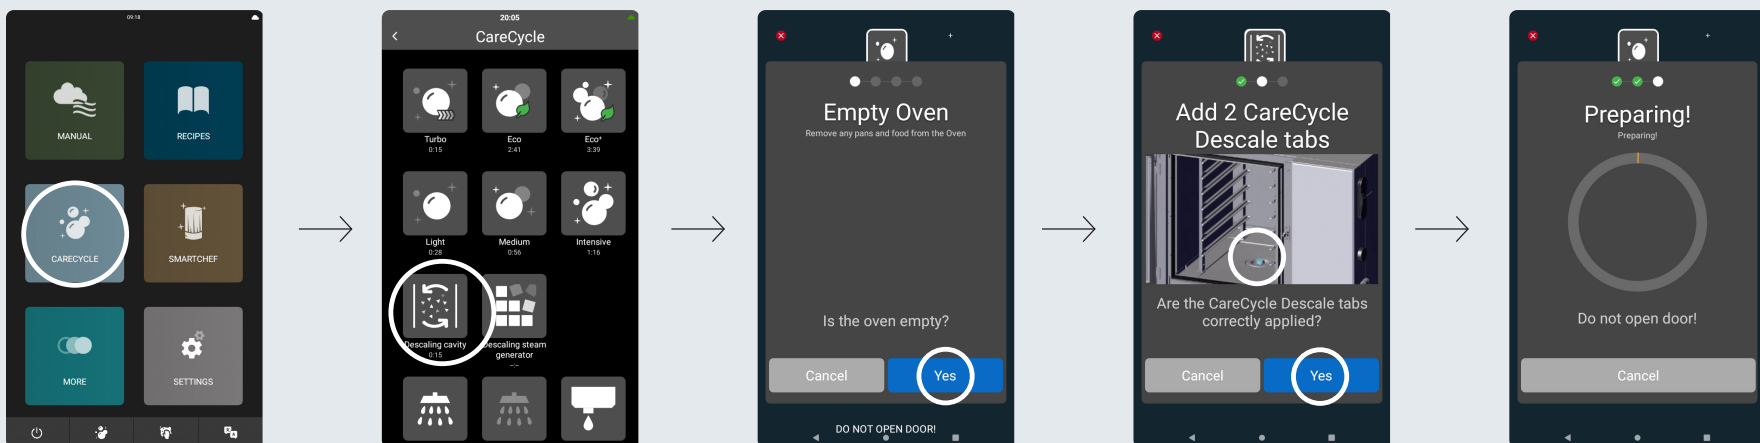 09:18
MANUAL
RECIPES
CARECYCLE
SMARTCHEF
MORE
SETTINGS
20:05
CareCycle
Turbo
0:15
Eco
2:41
Eco⁺
3:39
Light
0:28
Medium
0:56
Intensive
1:16
Descaling cavity
0:15
Descaling steam
generator
--:--
Empty Oven
Remove any pans and food from the Oven
Is the oven empty?
Cancel
Yes
DO NOT OPEN DOOR!
Add 2 CareCycle
Descale tabs
Are the CareCycle Descale tabs
correctly applied?
Cancel
Yes
Preparing!
Preparing!
Do not open door!
Cancel